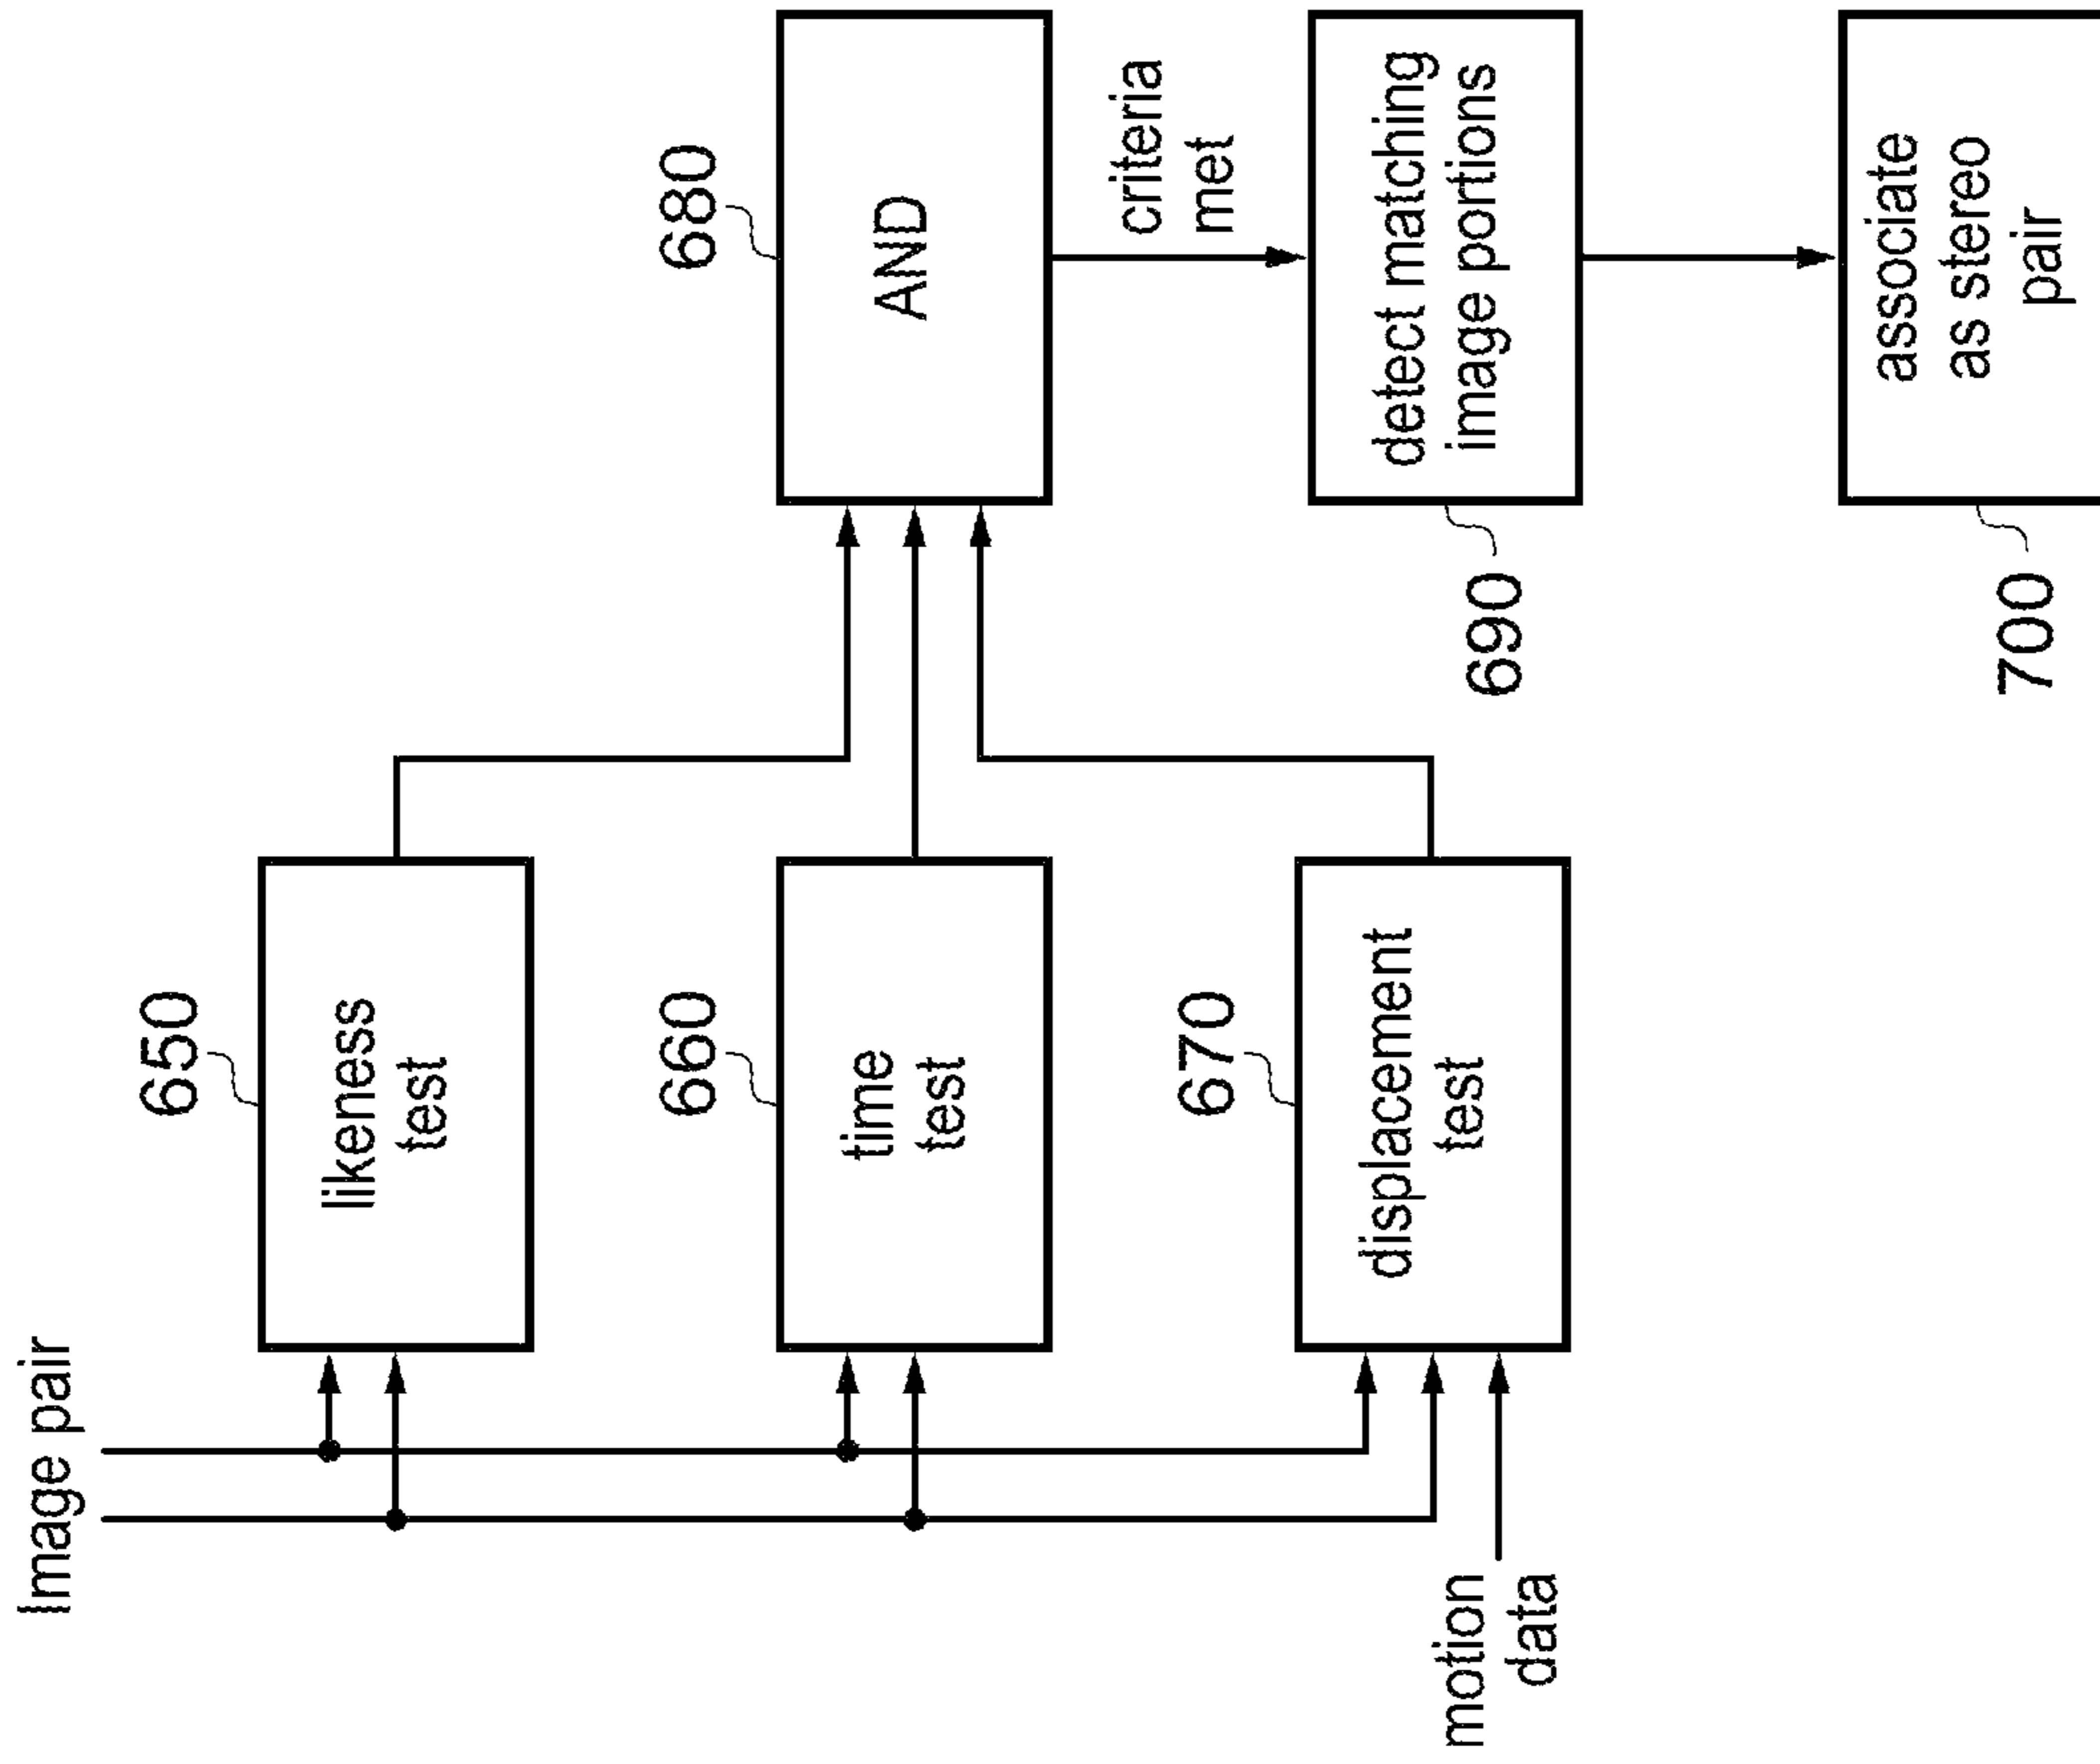 Image pair
650
likeness
test
660
time
test
motion
data
670
displacement
test
680
AND
criteria
met
690
detect matching
image portions
700
associate
as stereo
pair